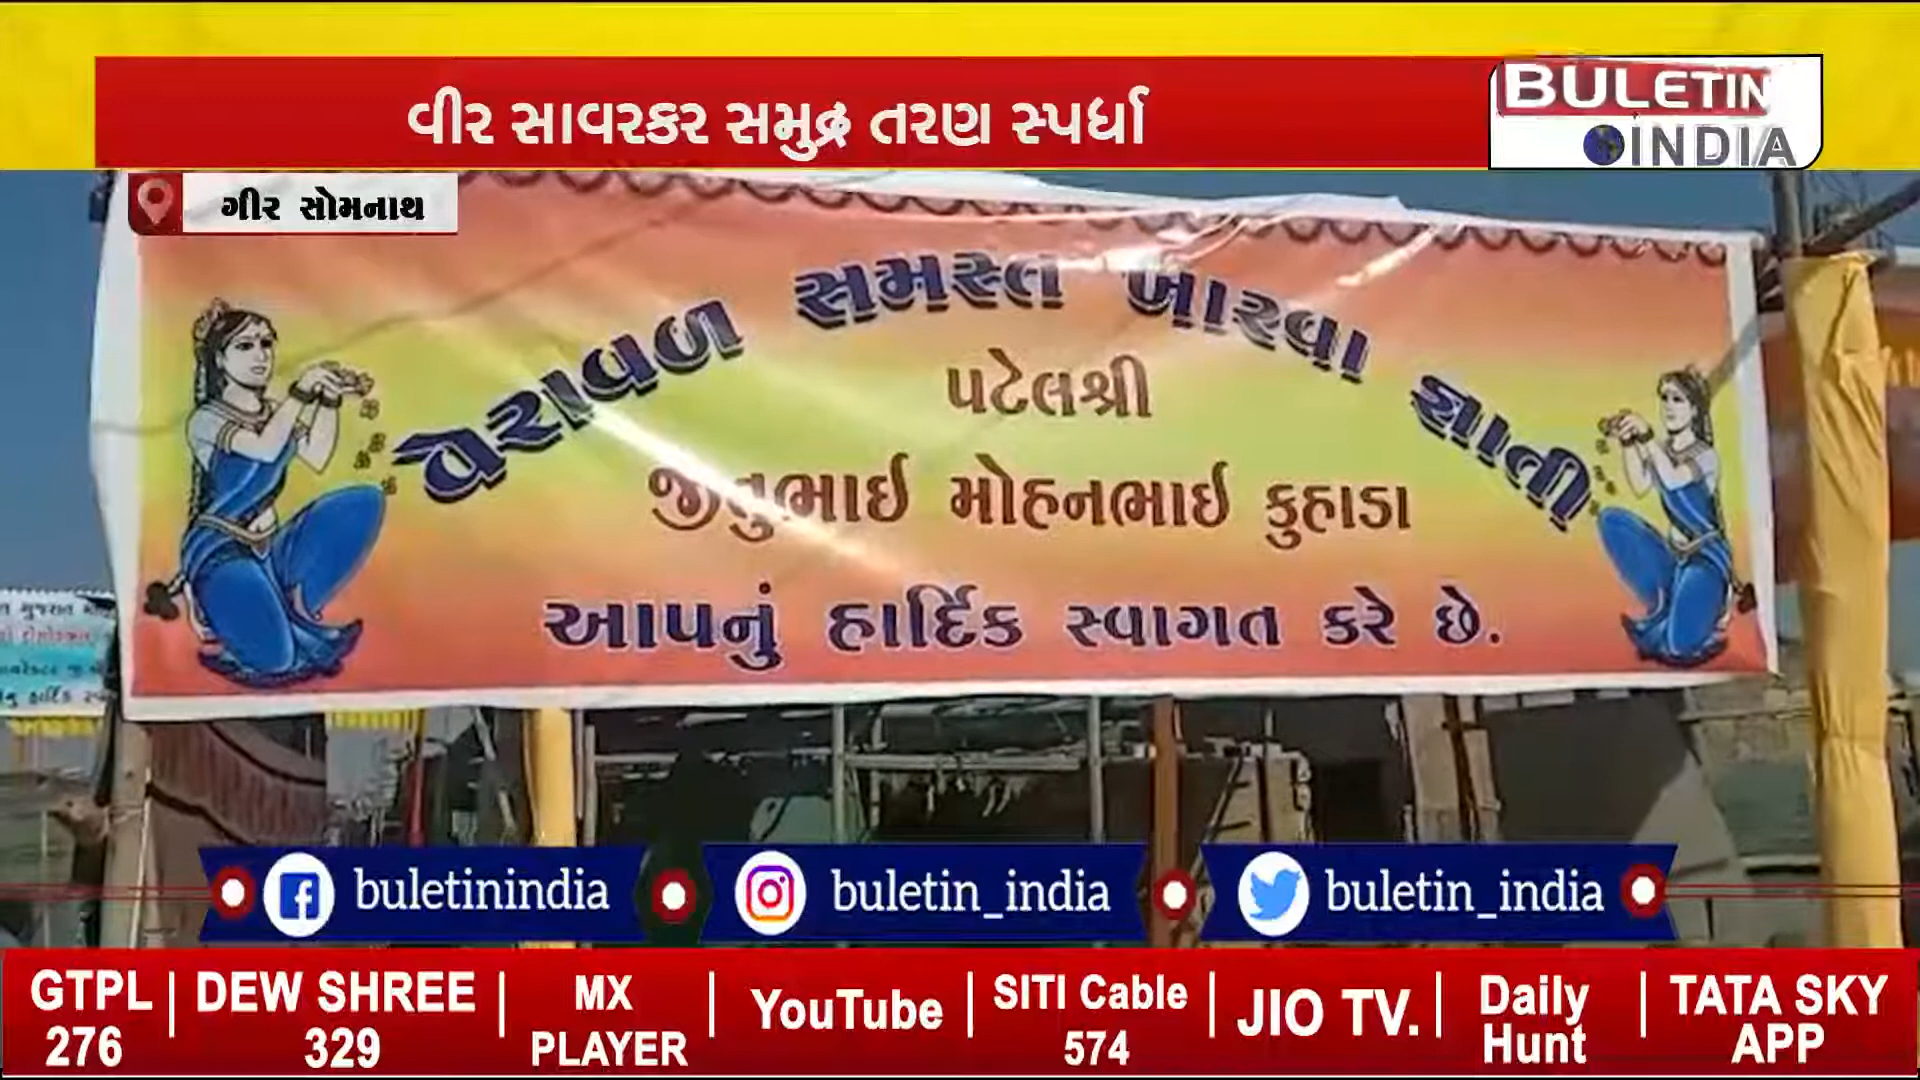 વીર સાવરકર સમુદ્ર તરણ સ્પર્ધા
BULETIN
INDIA
ગીર સોમનાથ
વેરાવળ સમસ્ત ખારવા જ્ઞાતી
પટેલશ્રી
જીતુભાઈ મોહનભાઈ કુહાડા
આપનું હાર્દિક સ્વાગત કરે છે.
buletinindia
buletin_india
buletin_india
GTPL 276
DEW SHREE 329
MX PLAYER
YouTube
SITI Cable 574
JIO TV.
Daily Hunt
TATA SKY APP